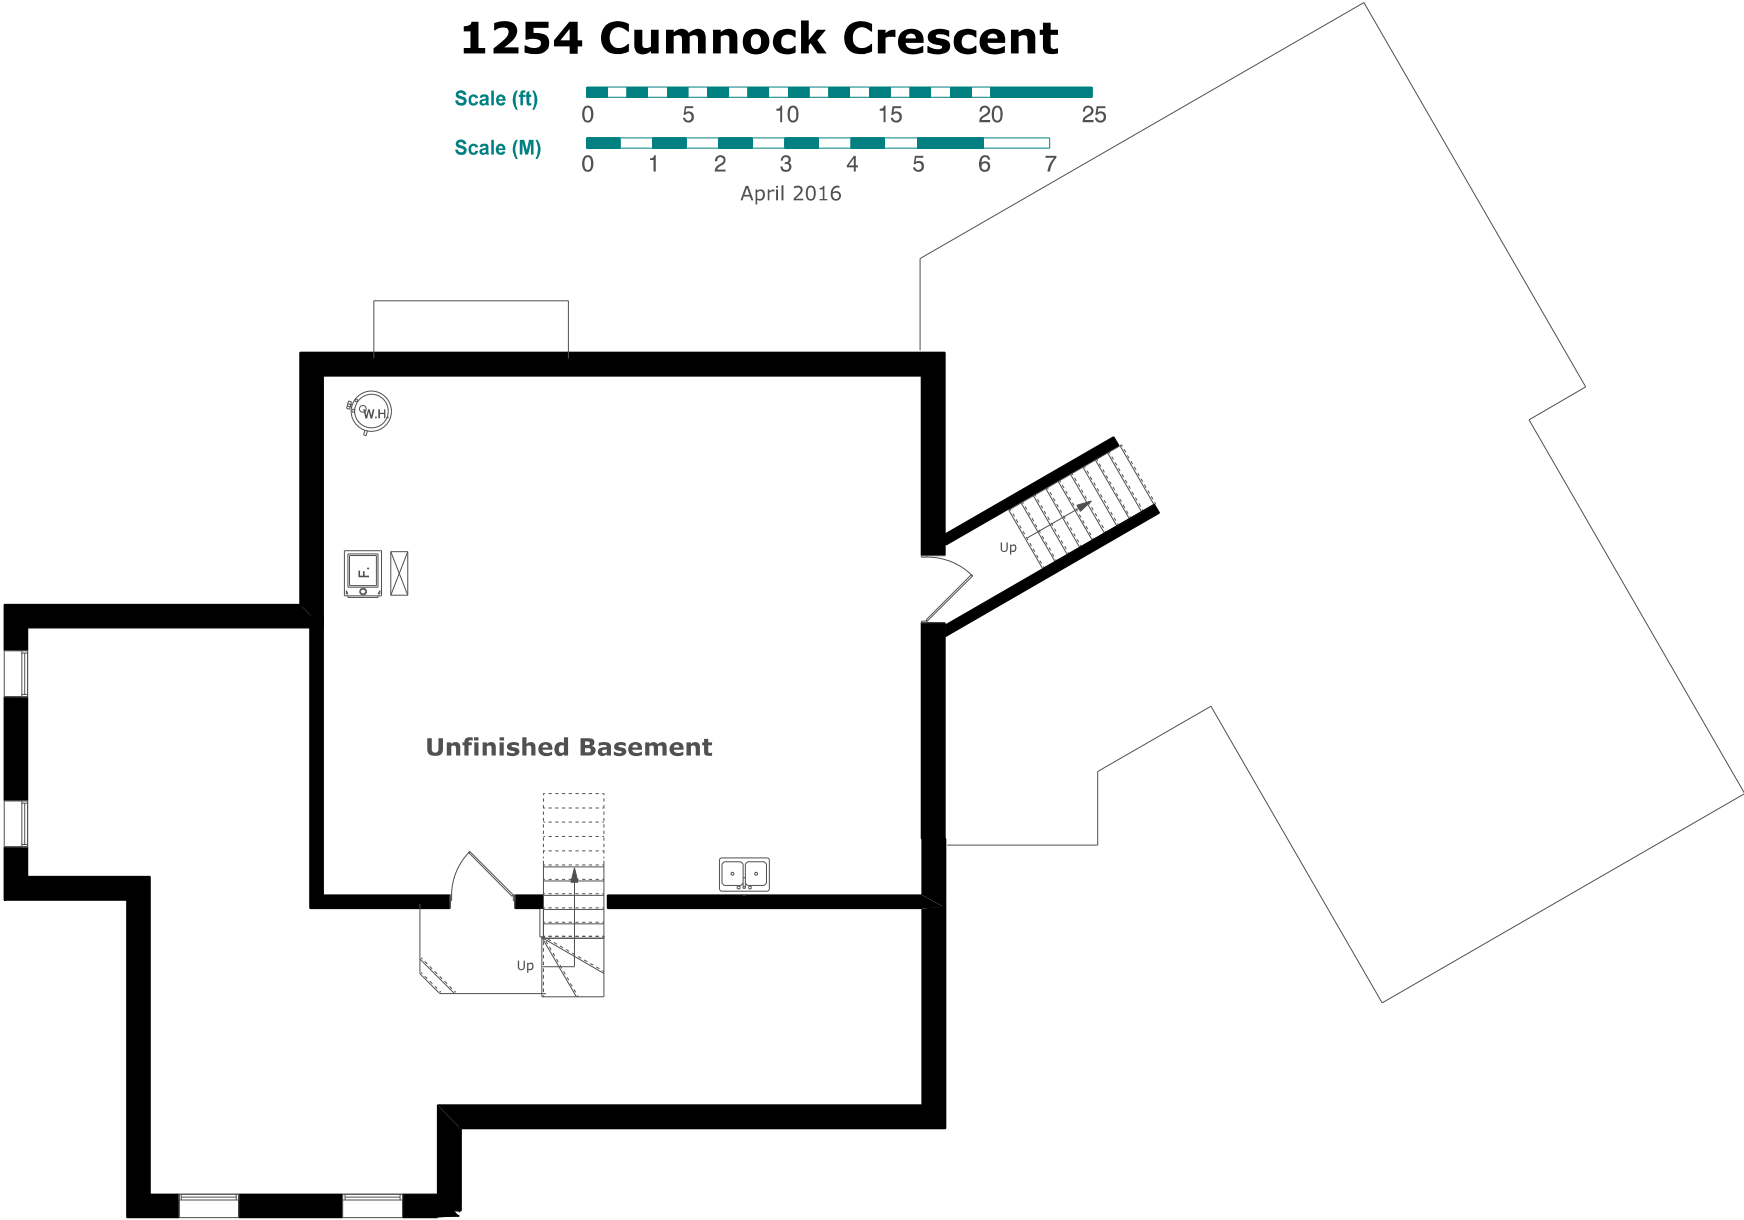 1254 Cumnock Crescent
Scale (ft)
0 5 10 15 20 25
Scale (M)
0 1 2 3 4 5 6 7
April 2016
W.H.
Up
F.
Unfinished Basement
Up